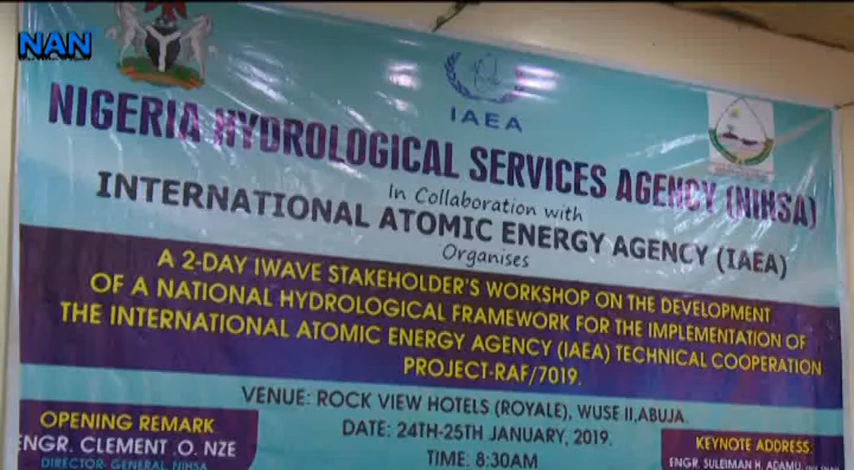 NAN
IAEA
NIGERIA HYDROLOGICAL SERVICES AGENCY (NIHSA)
In Collaboration with
INTERNATIONAL ATOMIC ENERGY AGENCY (IAEA)
Organises
A 2-DAY IWAVE STAKEHOLDER'S WORKSHOP ON THE DEVELOPMENT
OF A NATIONAL HYDROLOGICAL FRAMEWORK FOR THE IMPLEMENTATION OF
THE INTERNATIONAL ATOMIC ENERGY AGENCY (IAEA) TECHNICAL COOPERATION
PROJECT-RAF/7019.
VENUE: ROCK VIEW HOTELS (ROYALE), WUSE II, ABUJA.
DATE: 24TH-25TH JANUARY, 2019.
TIME: 8:30AM
OPENING REMARK
ENGR. CLEMENT .O. NZE
DIRECTOR-GENERAL, NIHSA
KEYNOTE ADDRESS:
ENGR. SULEIMAN H. ADAMU,